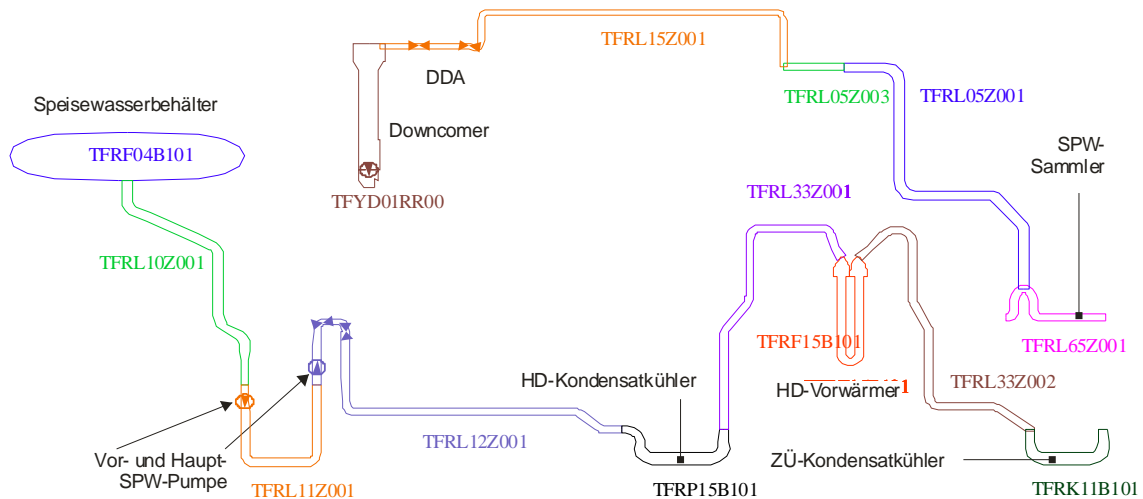 TFRL15Z001
DDA
TFRL05Z003
TFRL05Z001
Speisewasserbehälter
Downcomer
SPW-
Sammler
TFRF04B101
TFYD01RR00
TFRL33Z001
TFRL10Z001
TFRF15B101
TFRL65Z001
HD-Kondensatkühler
HD-Vorwärmer
1
TFRL33Z002
TFRL12Z001
Vor- und Haupt-
SPW-Pumpe
ZÜ-Kondensatkühler
TFRL11Z001
TFRP15B101
TFRK11B101